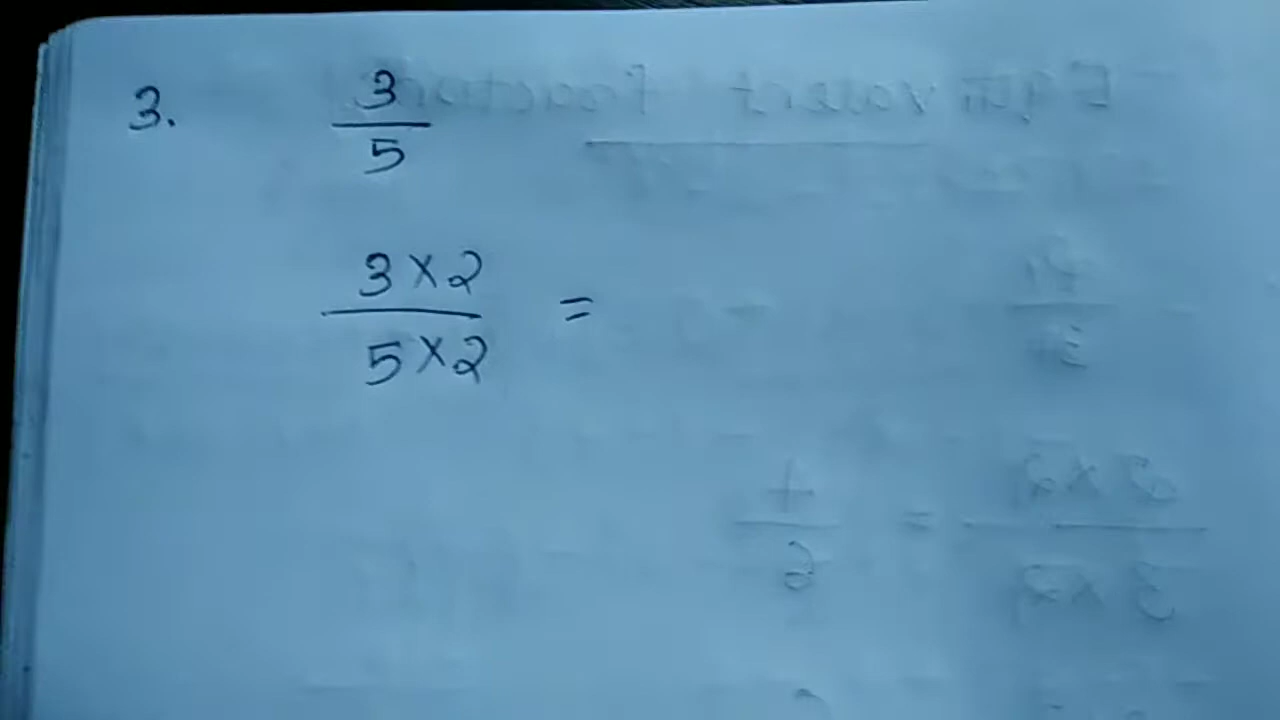 3. 3/5
3 × 2 / 5 × 2 =